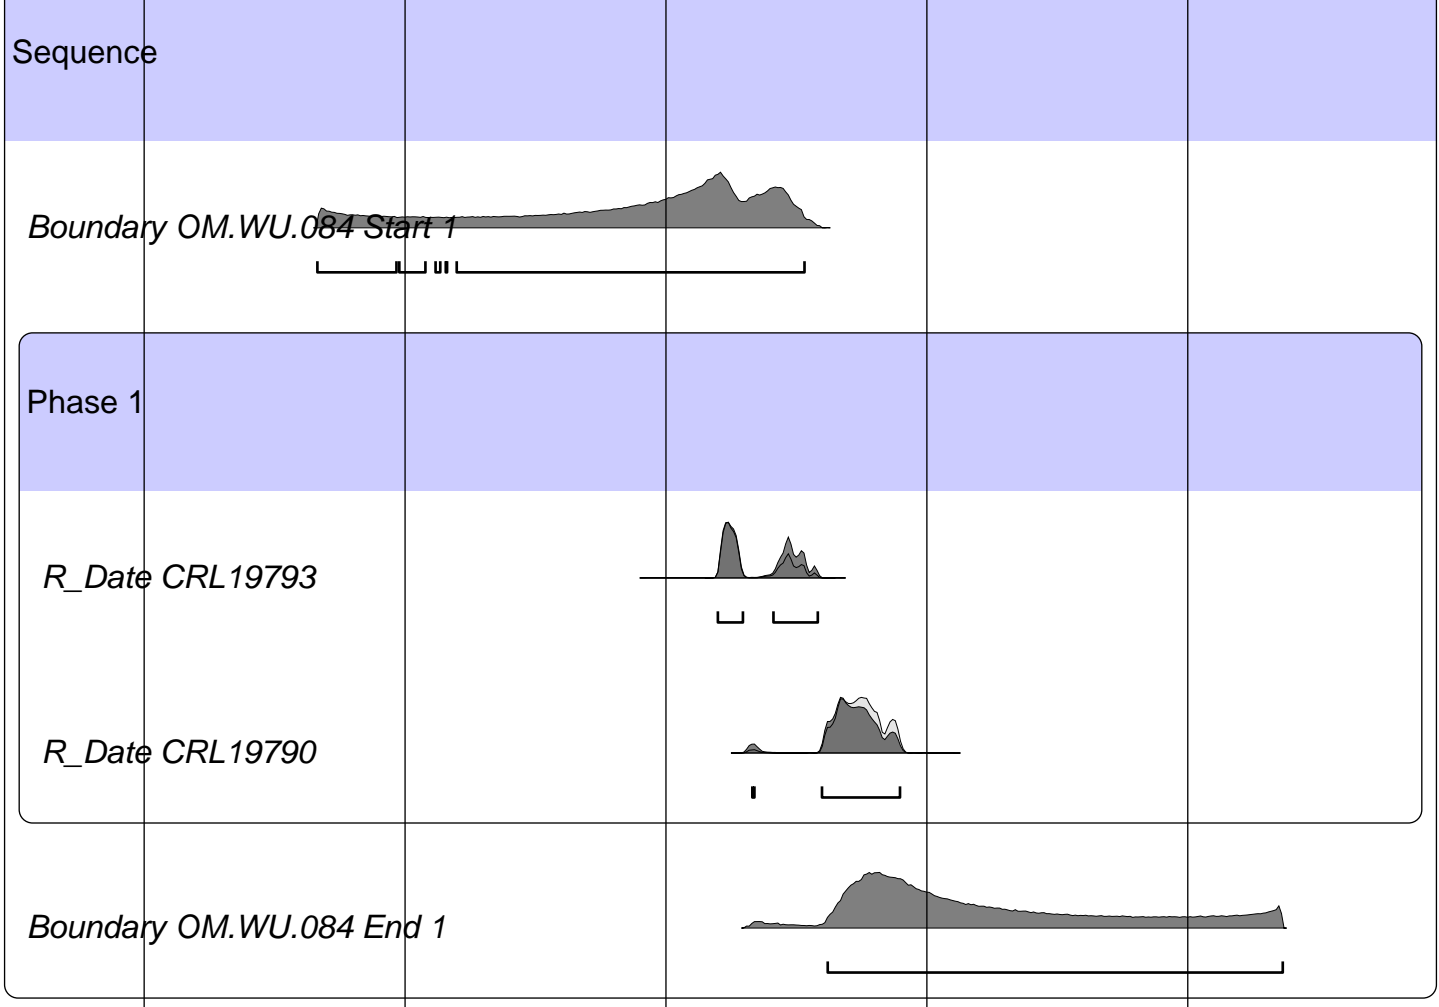 Sequence
Boundary OM.WU.084 Start 1
Phase 1
R_Date CRL19793
R_Date CRL19790
Boundary OM.WU.084 End 1